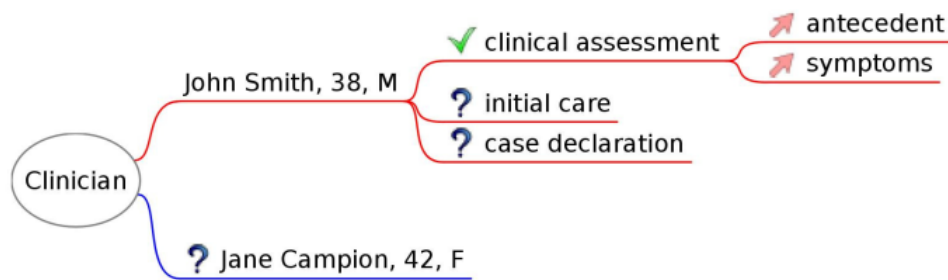 Clinician
John Smith, 38, M
clinical assessment
antecedent
symptoms
? initial care
? case declaration
? Jane Campion, 42, F